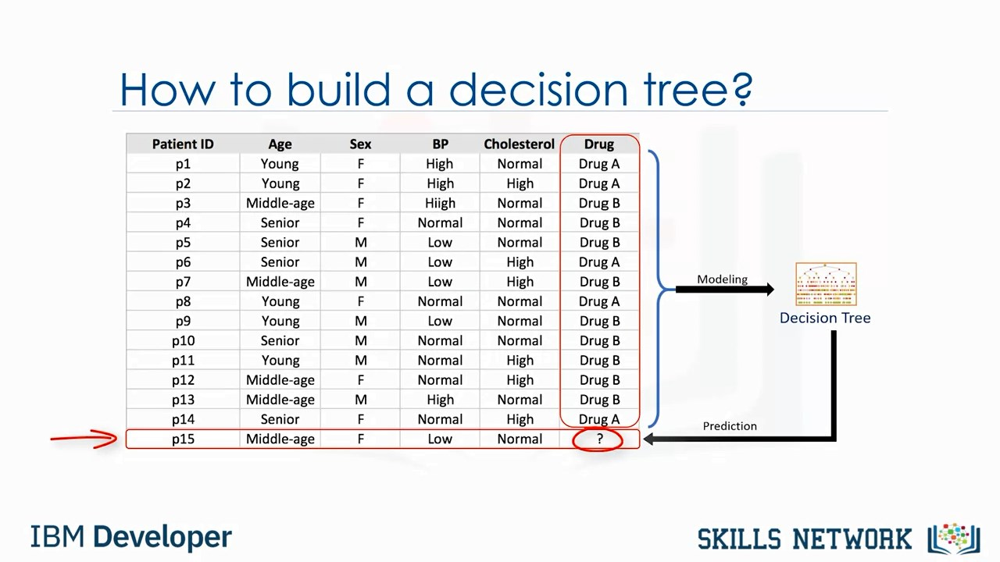 How to build a decision tree?
Patient ID Age Sex BP Cholesterol Drug
p1 Young F High Normal Drug A
p2 Young F High High Drug A
p3 Middle-age F Hiigh Normal Drug B
p4 Senior F Normal Normal Drug B
p5 Senior M Low Normal Drug B
p6 Senior M Low High Drug A
p7 Middle-age M Low High Drug B
p8 Young F Normal Normal Drug A
p9 Young M Low Normal Drug B
p10 Senior M Normal Normal Drug B
p11 Young M Normal High Drug B
p12 Middle-age F Normal High Drug B
p13 Middle-age M High Normal Drug B
p14 Senior F Normal High Drug A
p15 Middle-age F Low Normal ?
Modeling
Decision Tree
Prediction
IBM Developer
SKILLS NETWORK